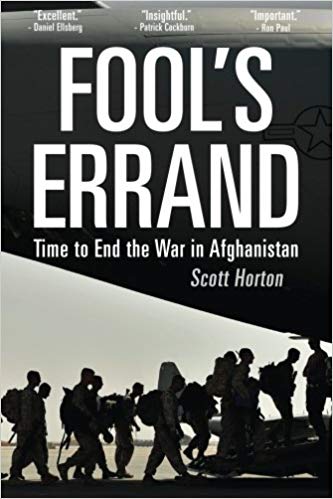 "Excellent."
- Daniel Ellsberg
"Insightful."
- Patrick Cockburn
"Important."
- Ron Paul
FOOL'S
ERRAND
Time to End the War in Afghanistan
Scott Horton